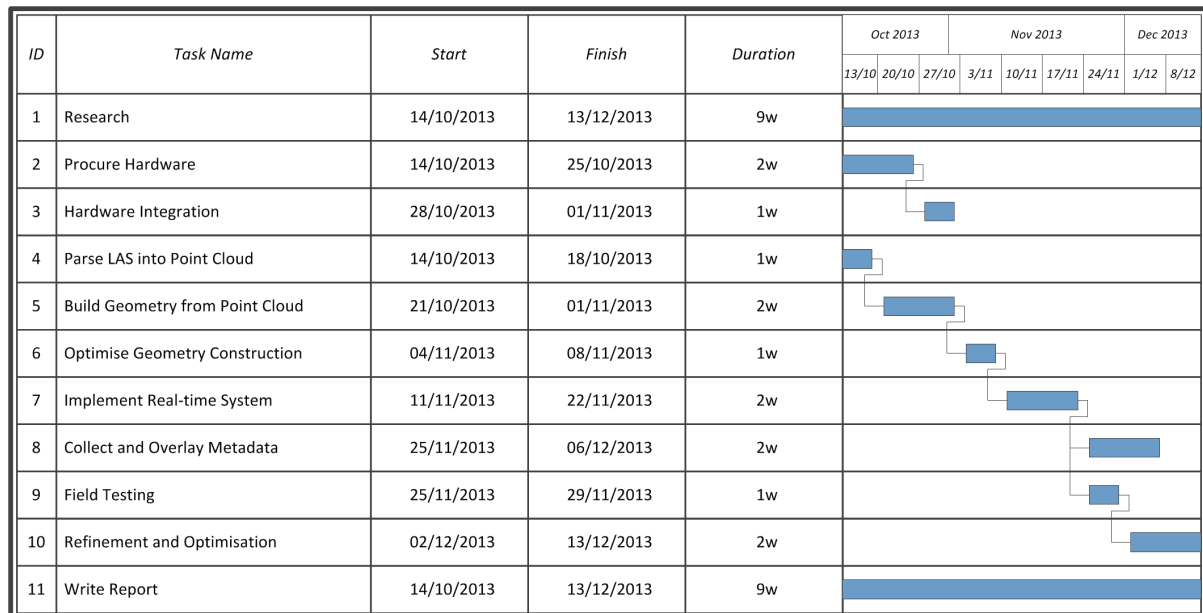 ID Task Name Start Finish Duration Oct 2013 Nov 2013 Dec 2013
13/10 20/10 27/10 3/11 10/11 17/11 24/11 1/12 8/12
1 Research 14/10/2013 13/12/2013 9w
2 Procure Hardware 14/10/2013 25/10/2013 2w
3 Hardware Integration 28/10/2013 01/11/2013 1w
4 Parse LAS into Point Cloud 14/10/2013 18/10/2013 1w
5 Build Geometry from Point Cloud 21/10/2013 01/11/2013 2w
6 Optimise Geometry Construction 04/11/2013 08/11/2013 1w
7 Implement Real-time System 11/11/2013 22/11/2013 2w
8 Collect and Overlay Metadata 25/11/2013 06/12/2013 2w
9 Field Testing 25/11/2013 29/11/2013 1w
10 Refinement and Optimisation 02/12/2013 13/12/2013 2w
11 Write Report 14/10/2013 13/12/2013 9w